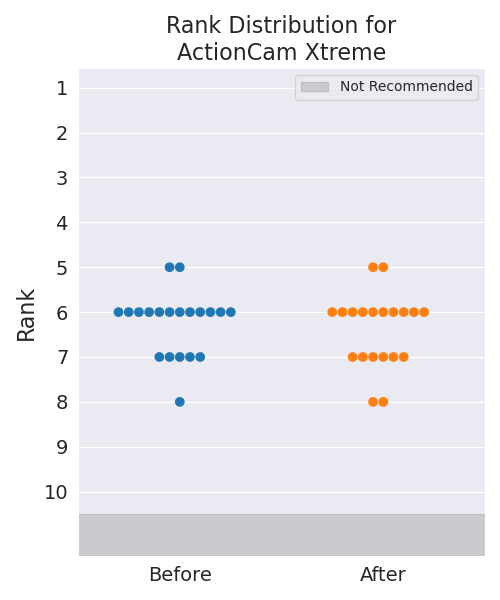 Rank Distribution for
ActionCam Xtreme
Not Recommended
1
2
3
4
5
6
7
8
9
10
Rank
Before
After